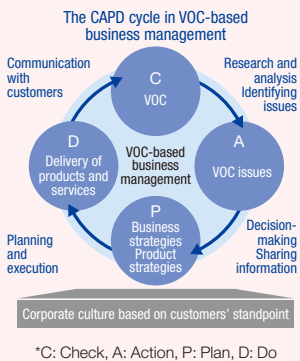 The CAPD cycle in VOC-based
business management
Communication
with
customers
C
VOC
Research and
analysis
Identifying
issues
D
Delivery of
products and
services
VOC-based
business
management
A
VOC issues
P
Business
strategies
Product
strategies
Planning
and
execution
Decision-
making
Sharing
information
Corporate culture based on customers' standpoint
*C: Check, A: Action, P: Plan, D: Do